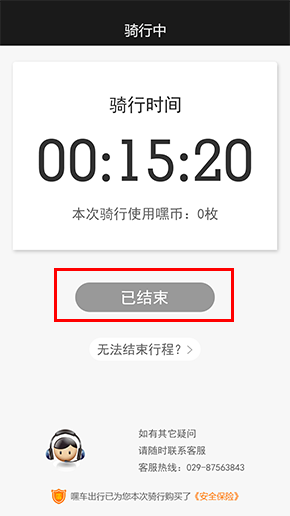 骑行中
骑行时间
00:15:20
本次骑行使用嘿币：0枚
已结束
无法结束行程？>
如有其它疑问
请随时联系客服
客服热线：029-87563843
嘿车出行已为您本次骑行购买了《安全保险》